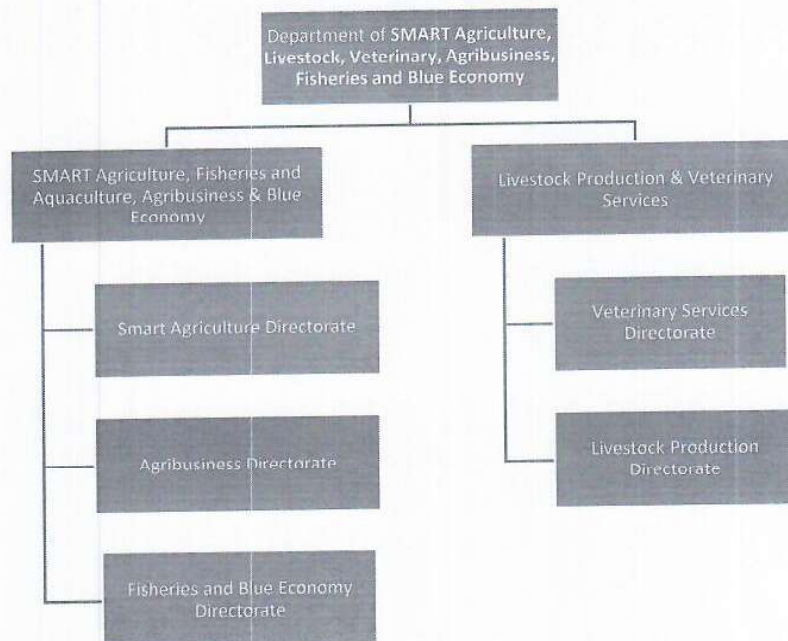 Department of SMART Agriculture,
Livestock, Veterinary, Agribusiness,
Fisheries and Blue Economy
SMART Agriculture, Fisheries and
Aquaculture, Agribusiness & Blue
Economy
Livestock Production & Veterinary
Services
Smart Agriculture Directorate
Veterinary Services
Directorate
Agribusiness Directorate
Livestock Production
Directorate
Fisheries and Blue Economy
Directorate